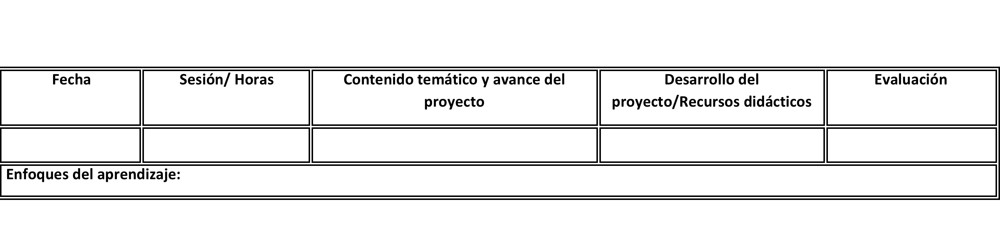 Fecha
Sesión/ Horas
Contenido temático y avance del
proyecto
Desarrollo del
proyecto/Recursos didácticos
Evaluación
Enfoques del aprendizaje: